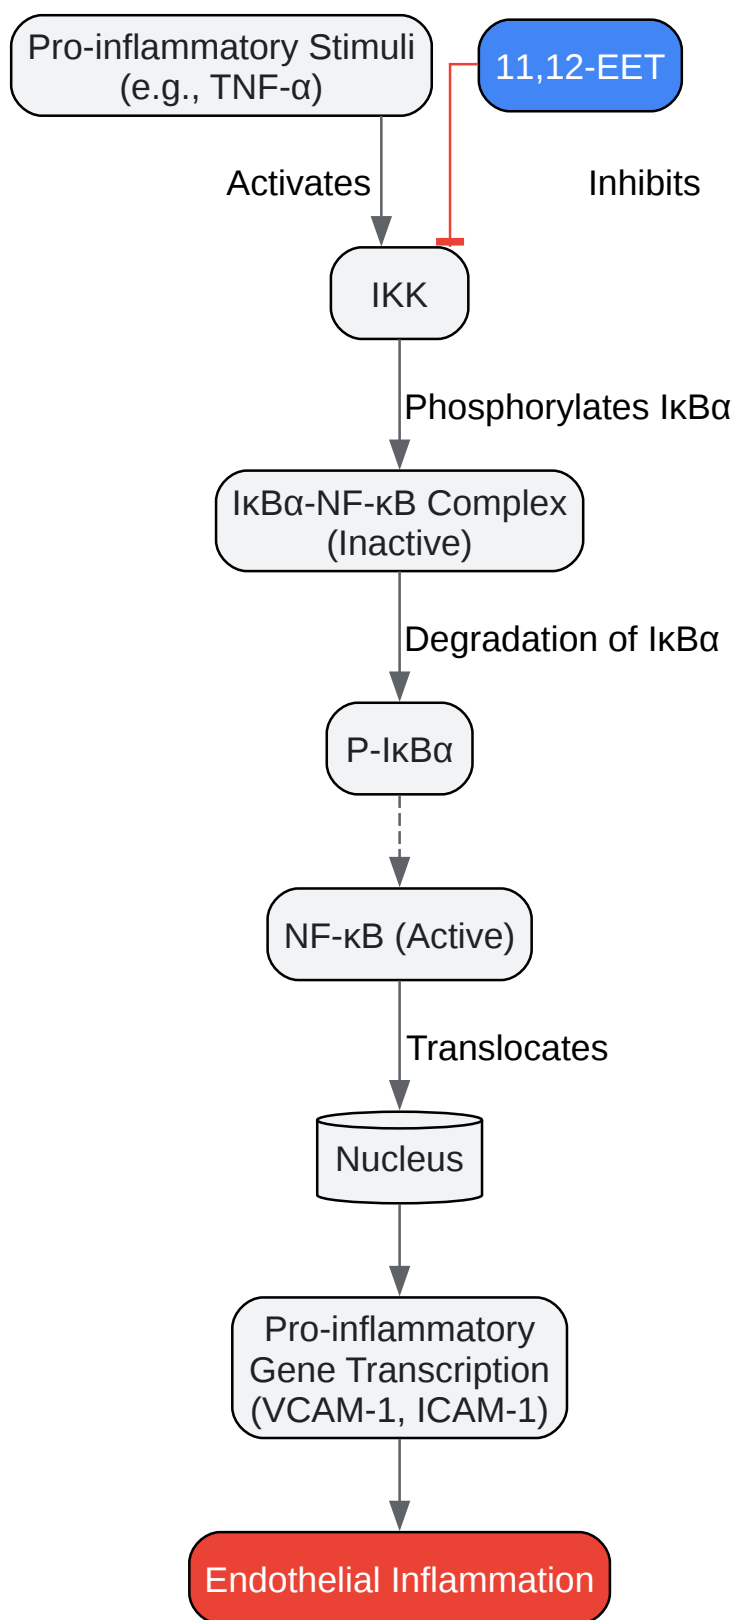 Pro-inflammatory Stimuli
(e.g., TNF-α)
11,12-EET
Activates
Inhibits
IKK
Phosphorylates IκBα
IκBα-NF-κB Complex
(Inactive)
Degradation of IκBα
P-IκBα
NF-κB (Active)
Translocates
Nucleus
Pro-inflammatory
Gene Transcription
(VCAM-1, ICAM-1)
Endothelial Inflammation